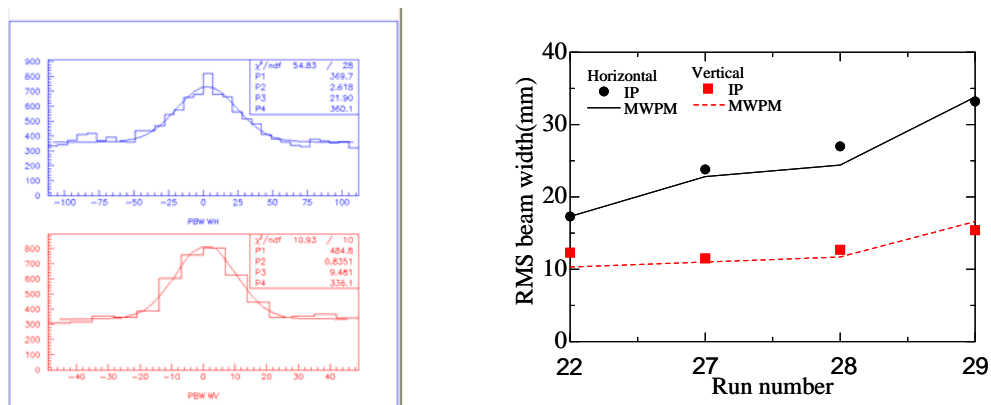 χ²/ndf 54.83 / 28
P1 369.7
P2 2.618
P3 21.90
P4 360.1
900
800
700
600
500
400
300
200
100
0
−100 −75 −50 −25 0 25 50 75 100
PBW WH
χ²/ndf 10.93 / 10
P1 484.8
P2 0.8351
P3 9.481
P4 336.1
800
700
600
500
400
300
200
100
0
−40 −20 0 20 40
PBW WV
RMS beam width(mm)
40
30
20
10
0
Horizontal
IP
MWPM
Vertical
IP
MWPM
22 27 28 29
Run number